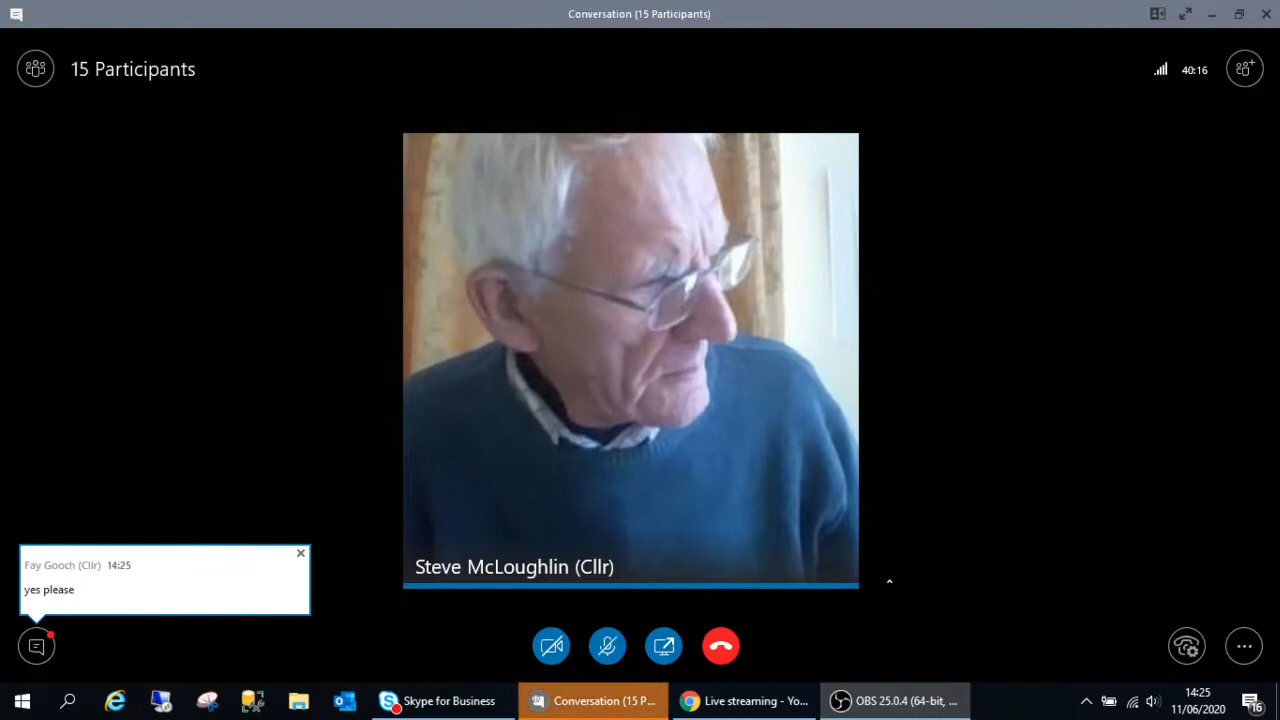 Conversation (15 Participants)
15 Participants
40:16
Steve McLoughlin (Cllr)
Fay Gooch (Cllr) 14:25
yes please
Skype for Business
Conversation (15 P...
Live streaming - Yo...
OBS 25.0.4 (64-bit, ...
14:25
11/06/2020
16